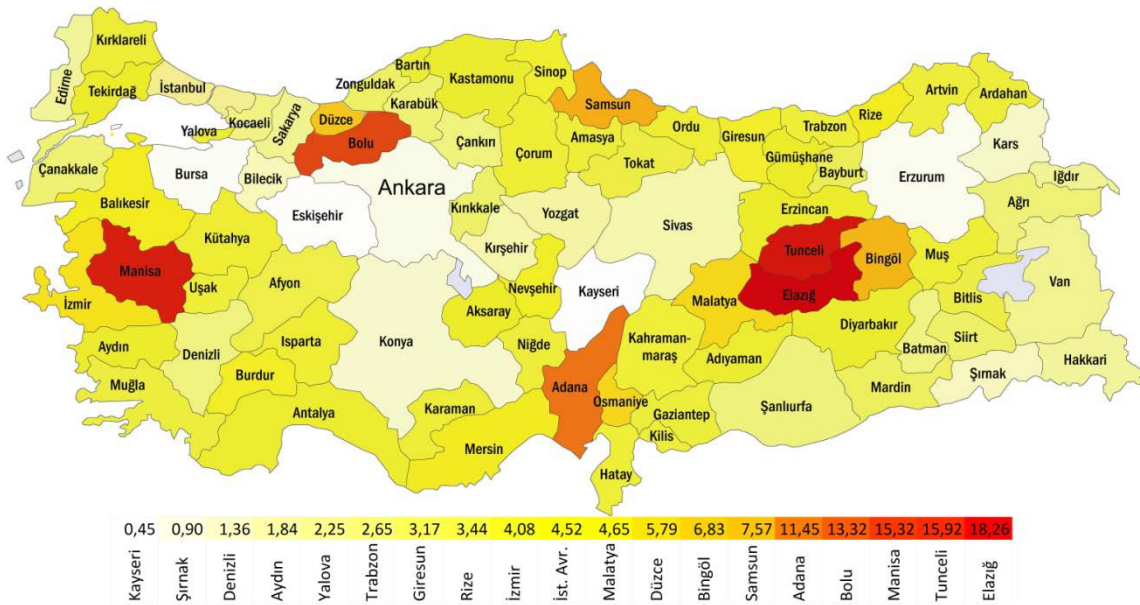 Kırklareli
Edirne
Tekirdağ
İstanbul
Yalova
Kocaeli
Sakarya
Düzce
Bolu
Zonguldak
Bartın
Karabük
Kastamonu
Çankırı
Sinop
Samsun
Çorum
Amasya
Tokat
Ordu
Giresun
Gümüşhane
Trabzon
Bayburt
Rize
Artvin
Ardahan
Kars
Iğdır
Ağrı
Erzurum
Erzincan
Çanakkale
Balıkesir
Bursa
Bilecik
Eskişehir
Ankara
Kırıkkale
Yozgat
Kırşehir
Sivas
Tunceli
Bingöl
Elazığ
Muş
Bitlis
Van
Manisa
Kütahya
Uşak
Afyon
İzmir
Aydın
Denizli
Muğla
Burdur
Isparta
Antalya
Konya
Aksaray
Nevşehir
Niğde
Kayseri
Karaman
Mersin
Adana
Osmaniye
Kahraman-
maraş
Malatya
Adıyaman
Gaziantep
Kilis
Hatay
Şanlıurfa
Diyarbakır
Mardin
Batman
Siirt
Şırnak
Hakkari
0,45 0,90 1,36 1,84 2,25 2,65 3,17 3,44 4,08 4,52 4,65 5,79 6,83 7,57 11,45 13,32 15,32 15,92 18,26
Kayseri
Şırnak
Denizli
Aydın
Yalova
Trabzon
Giresun
Rize
İzmir
İst. Avr.
Malatya
Düzce
Bingöl
Samsun
Adana
Bolu
Manisa
Tunceli
Elazığ